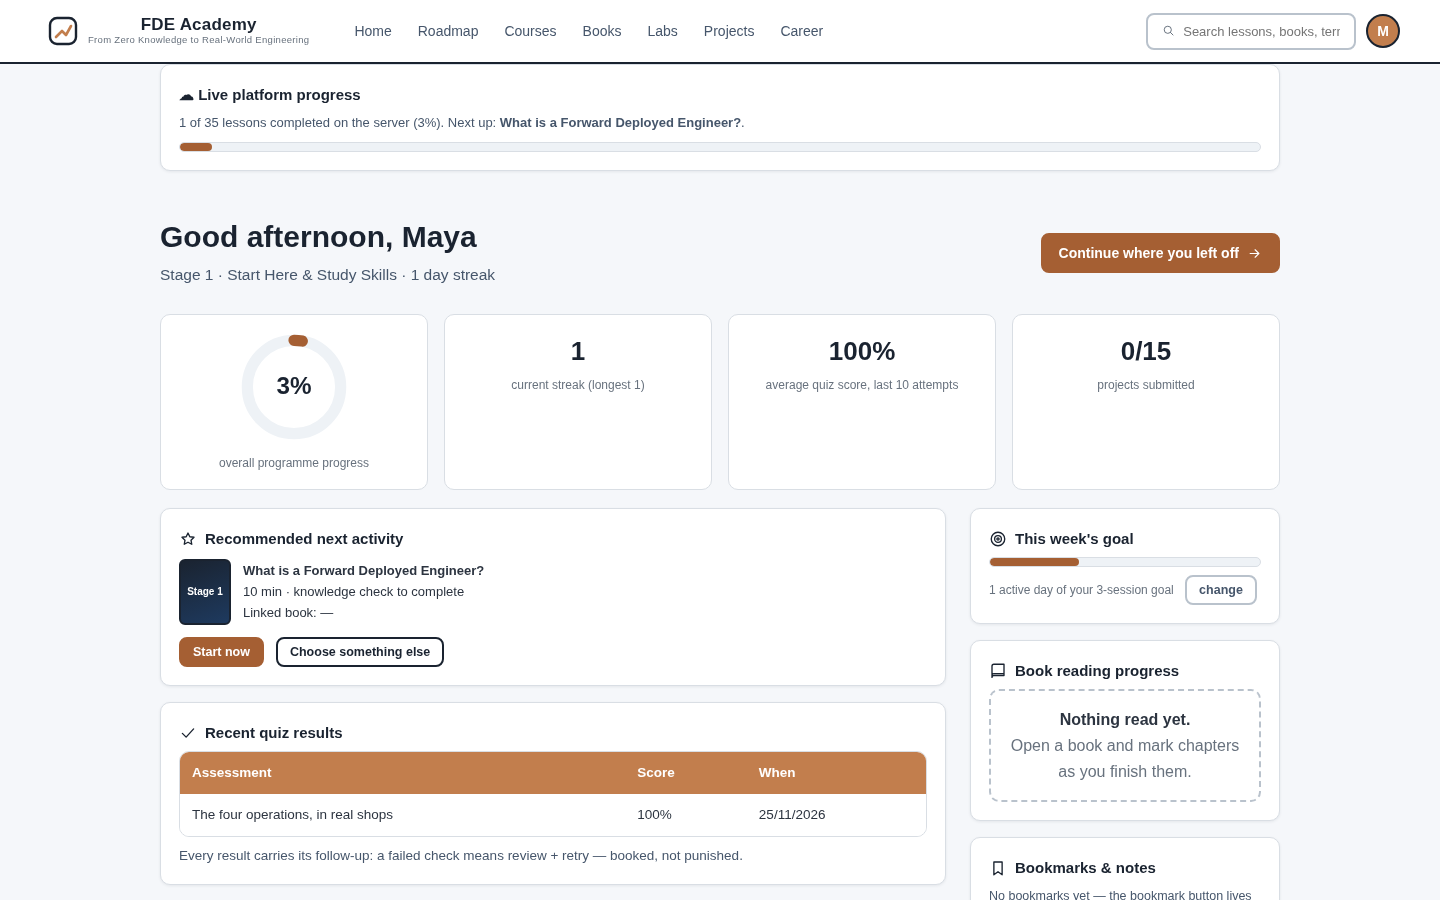 FDE Academy
From Zero Knowledge to Real-World Engineering
Home Roadmap Courses Books Labs Projects Career
Search lessons, books, terr
M
☁ Live platform progress
1 of 35 lessons completed on the server (3%). Next up: What is a Forward Deployed Engineer?.
Good afternoon, Maya
Stage 1 · Start Here & Study Skills · 1 day streak
Continue where you left off →
3%
overall programme progress
1
current streak (longest 1)
100%
average quiz score, last 10 attempts
0/15
projects submitted
Recommended next activity
Stage 1
What is a Forward Deployed Engineer?
10 min · knowledge check to complete
Linked book: —
Start now
Choose something else
Recent quiz results
Assessment Score When
The four operations, in real shops 100% 25/11/2026
Every result carries its follow-up: a failed check means review + retry — booked, not punished.
This week's goal
1 active day of your 3-session goal
change
Book reading progress
Nothing read yet.
Open a book and mark chapters
as you finish them.
Bookmarks & notes
No bookmarks yet — the bookmark button lives